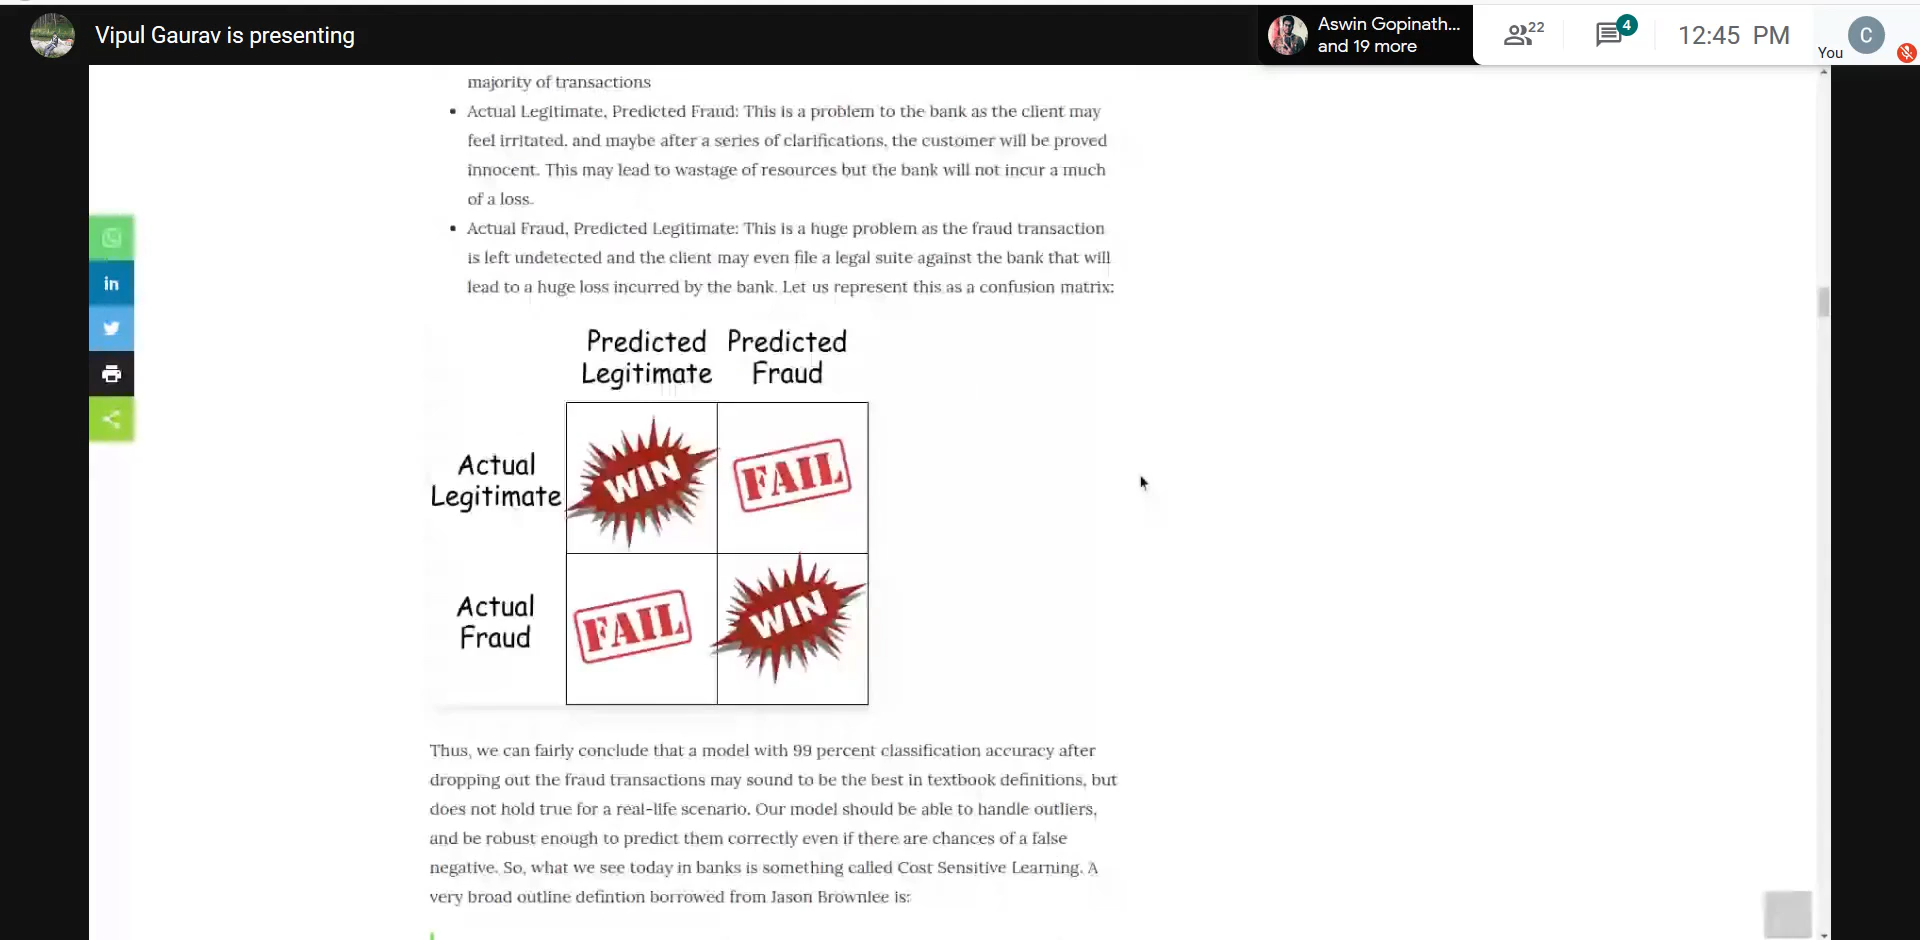 Vipul Gaurav is presenting
Aswin Gopinath...
and 19 more
22
4
12:45 PM
You
C
majority of transactions
• Actual Legitimate, Predicted Fraud: This is a problem to the bank as the client may
feel irritated. and maybe after a series of clarifications, the customer will be proved
innocent. This may lead to wastage of resources but the bank will not incur a much
of a loss.
• Actual Fraud, Predicted Legitimate: This is a huge problem as the fraud transaction
is left undetected and the client may even file a legal suite against the bank that will
lead to a huge loss incurred by the bank. Let us represent this as a confusion matrix:
in
Predicted Predicted
Legitimate Fraud
Actual
Legitimate
WIN FAIL
Actual
Fraud
FAIL WIN
Thus, we can fairly conclude that a model with 99 percent classification accuracy after
dropping out the fraud transactions may sound to be the best in textbook definitions, but
does not hold true for a real-life scenario. Our model should be able to handle outliers,
and be robust enough to predict them correctly even if there are chances of a false
negative. So, what we see today in banks is something called Cost Sensitive Learning. A
very broad outline defintion borrowed from Jason Brownlee is: